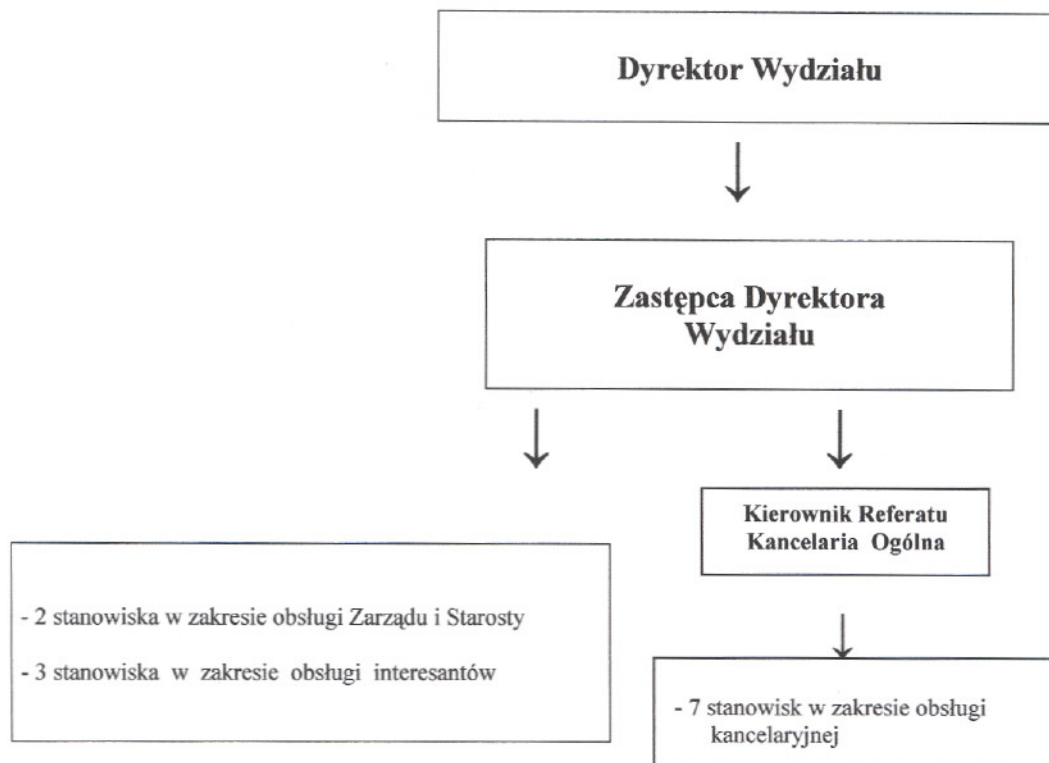 Dyrektor Wydziału
Zastępca Dyrektora
Wydziału
Kierownik Referatu
Kancelaria Ogólna
- 2 stanowiska w zakresie obsługi Zarządu i Starosty
- 3 stanowiska w zakresie obsługi interesantów
- 7 stanowisk w zakresie obsługi
kancelaryjnej